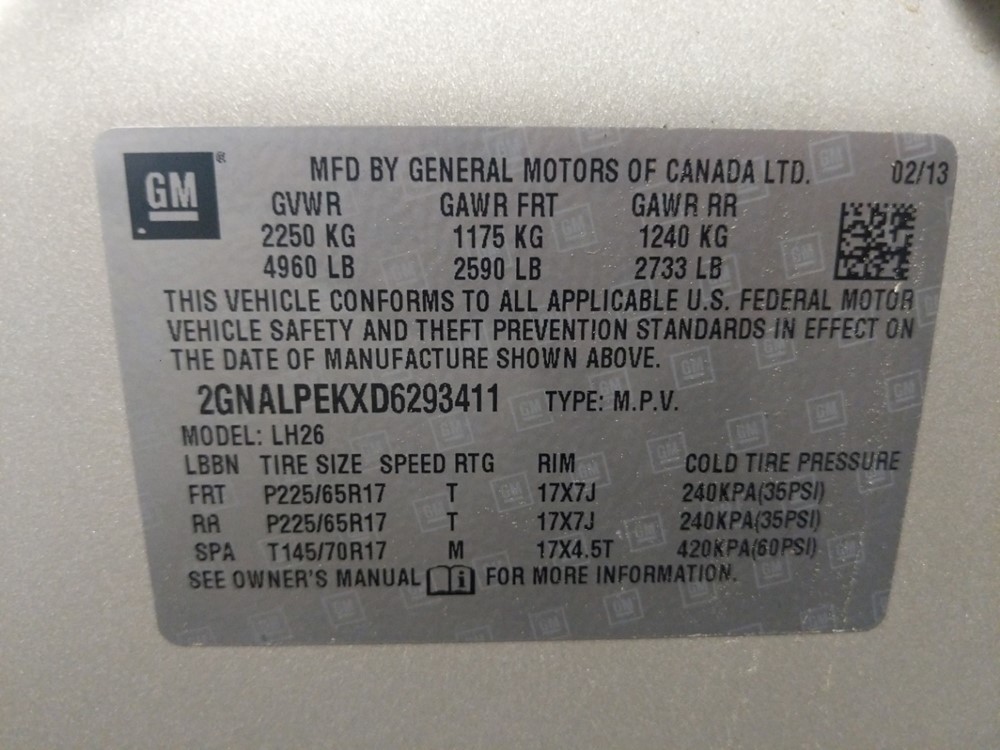 GM
MFD BY GENERAL MOTORS OF CANADA LTD. 02/13
GVWR GAWR FRT GAWR RR
2250 KG 1175 KG 1240 KG
4960 LB 2590 LB 2733 LB
THIS VEHICLE CONFORMS TO ALL APPLICABLE U.S. FEDERAL MOTOR
VEHICLE SAFETY AND THEFT PREVENTION STANDARDS IN EFFECT ON
THE DATE OF MANUFACTURE SHOWN ABOVE.
2GNALPEKXD6293411 TYPE: M.P.V.
MODEL: LH26
LBBN TIRE SIZE SPEED RTG RIM COLD TIRE PRESSURE
FRT P225/65R17 T 17X7J 240KPA(35PSI)
RR P225/65R17 T 17X7J 240KPA(35PSI)
SPA T145/70R17 M 17X4.5T 420KPA(60PSI)
SEE OWNER'S MANUAL FOR MORE INFORMATION.